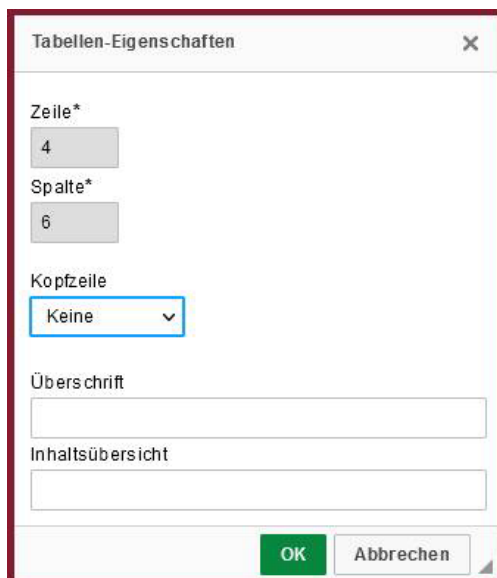 Tabellen-Eigenschaften
Zeile*
4
Spalte*
6
Kopfzeile
Keine
Überschrift
Inhaltsübersicht
OK Abbrechen